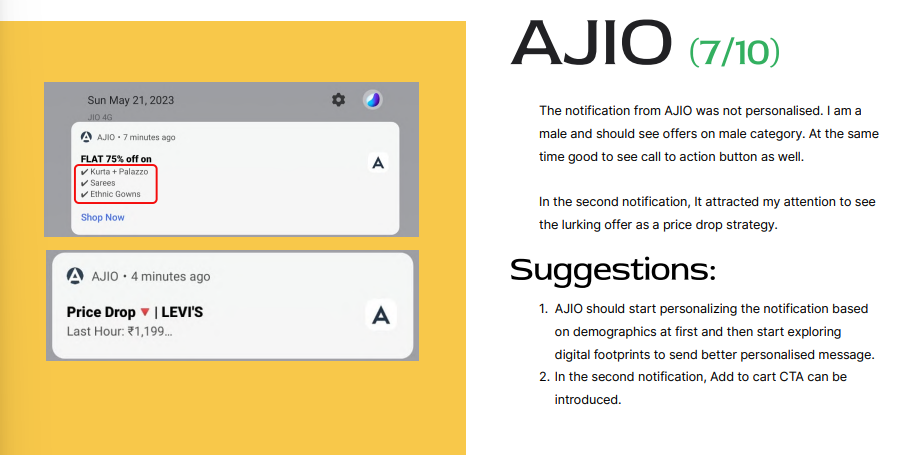 AJIO (7/10)
Sun May 21, 2023
JIO 4G
AJIO • 7 minutes ago
FLAT 75% off on
✔ Kurta + Palazzo
✔ Sarees
✔ Ethnic Gowns
Shop Now
AJIO • 4 minutes ago
Price Drop🔻| LEVI'S
Last Hour: ₹1,199...
The notification from AJIO was not personalised. I am a
male and should see offers on male category. At the same
time good to see call to action button as well.
In the second notification, It attracted my attention to see
the lurking offer as a price drop strategy.
Suggestions:
1. AJIO should start personalizing the notification based
on demographics at first and then start exploring
digital footprints to send better personalised message.
2. In the second notification, Add to cart CTA can be
introduced.